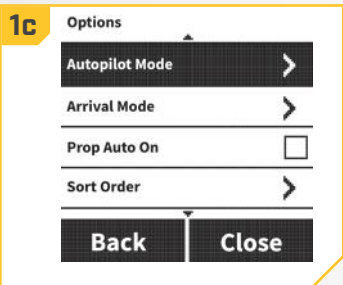 1c
Options
Autopilot Mode
Arrival Mode
Prop Auto On
Sort Order
Back Close